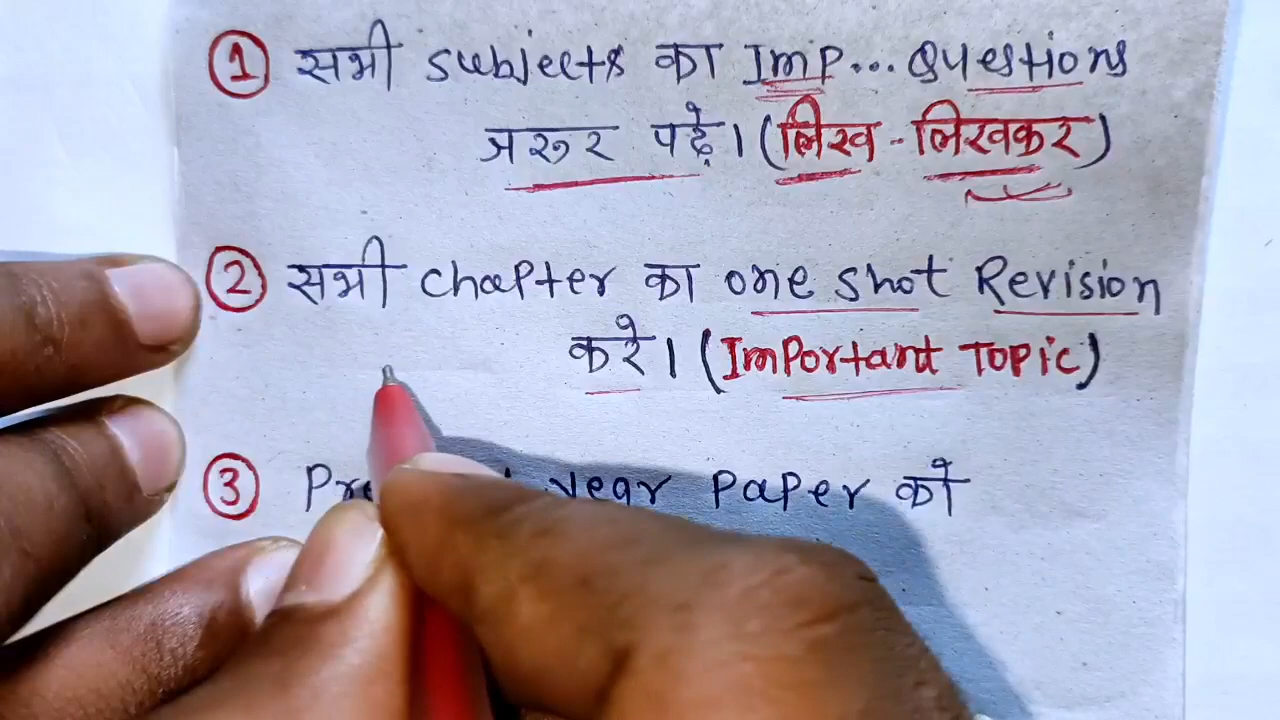 ① सभी subjects का Imp... Questions
जरुर पढ़े। (लिख - लिखकर)
② सभी chapter का one shot Revision
करे। (Important Topic)
③ year Paper को